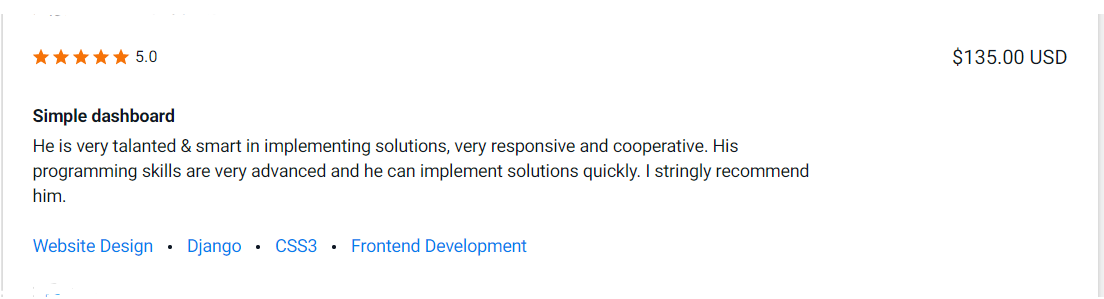 5.0
$135.00 USD
Simple dashboard
He is very talanted & smart in implementing solutions, very responsive and cooperative. His
programming skills are very advanced and he can implement solutions quickly. I stringly recommend
him.
Website Design • Django • CSS3 • Frontend Development